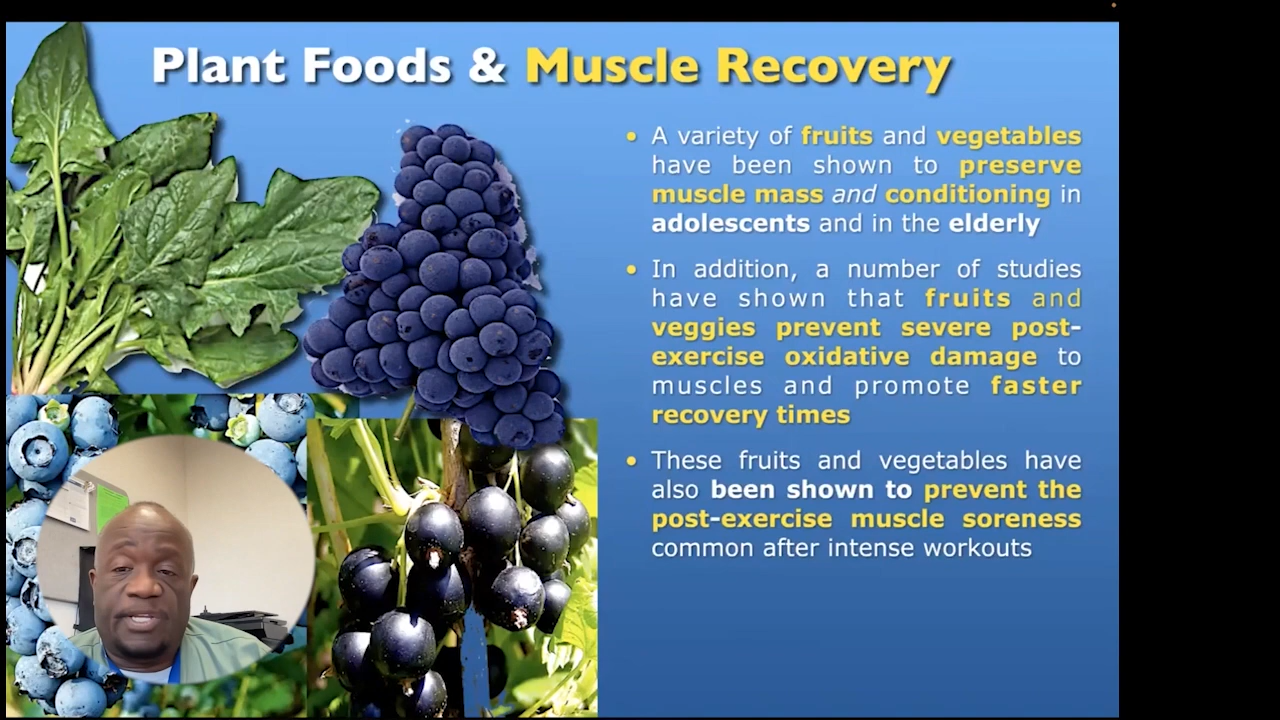 Plant Foods & Muscle Recovery
• A variety of fruits and vegetables
have been shown to preserve
muscle mass and conditioning in
adolescents and in the elderly
• In addition, a number of studies
have shown that fruits and
veggies prevent severe post-
exercise oxidative damage to
muscles and promote faster
recovery times
• These fruits and vegetables have
also been shown to prevent the
post-exercise muscle soreness
common after intense workouts